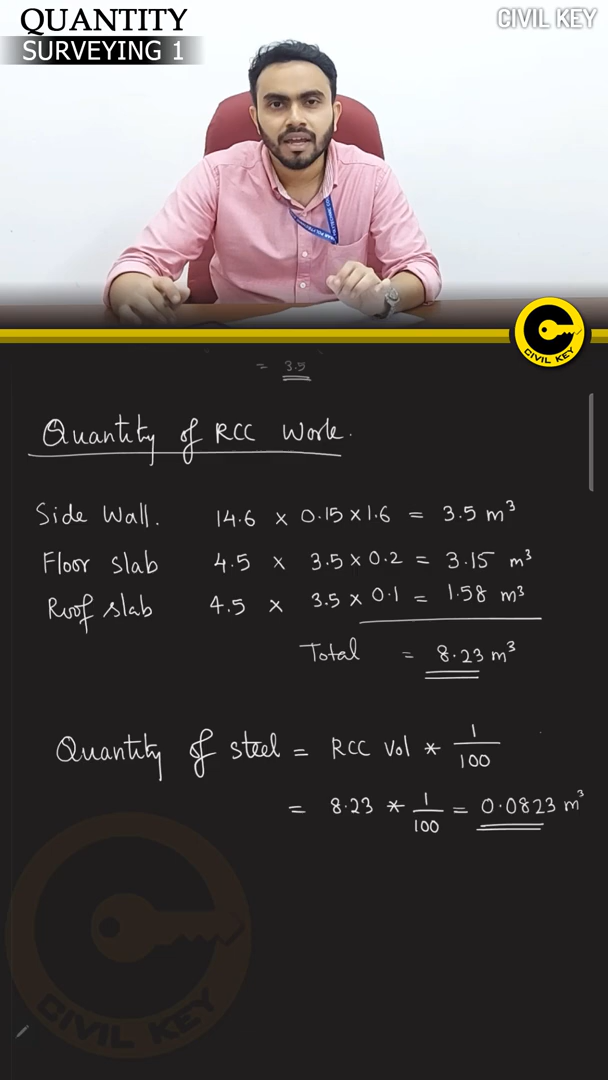 QUANTITY
SURVEYING 1
CIVIL KEY
CIVIL KEY
= 3.5
Quantity of RCC Work.
Side Wall. 14.6 × 0.15 × 1.6 = 3.5 m³
Floor slab 4.5 × 3.5 × 0.2 = 3.15 m³
Roof slab 4.5 × 3.5 × 0.1 = 1.58 m³
Total = 8.23 m³
Quantity of steel = RCC Vol * 1/100
= 8.23 * 1/100 = 0.0823 m³
CIVIL KEY